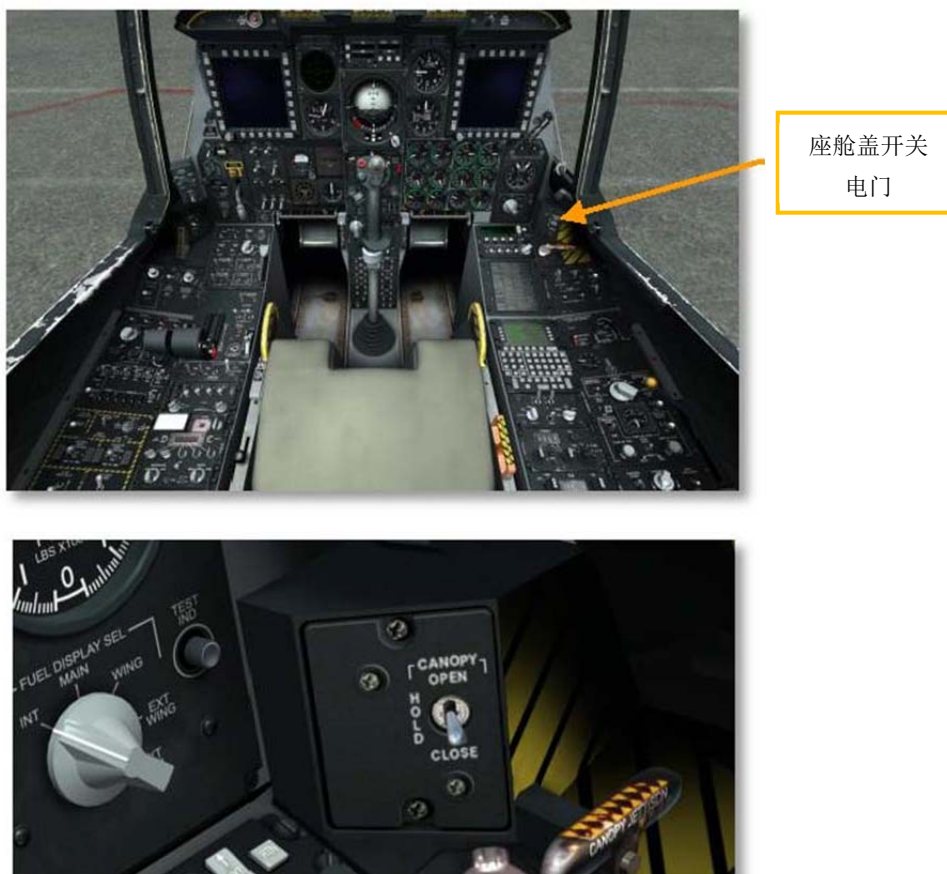 座舱盖开关
电门
LBS X100
0
TEST
IND
FUEL DISPLAY SEL
MAIN
WING
INT
EXT
WING
CANOPY
OPEN
HOLD
CLOSE
CANOPY JETTISON